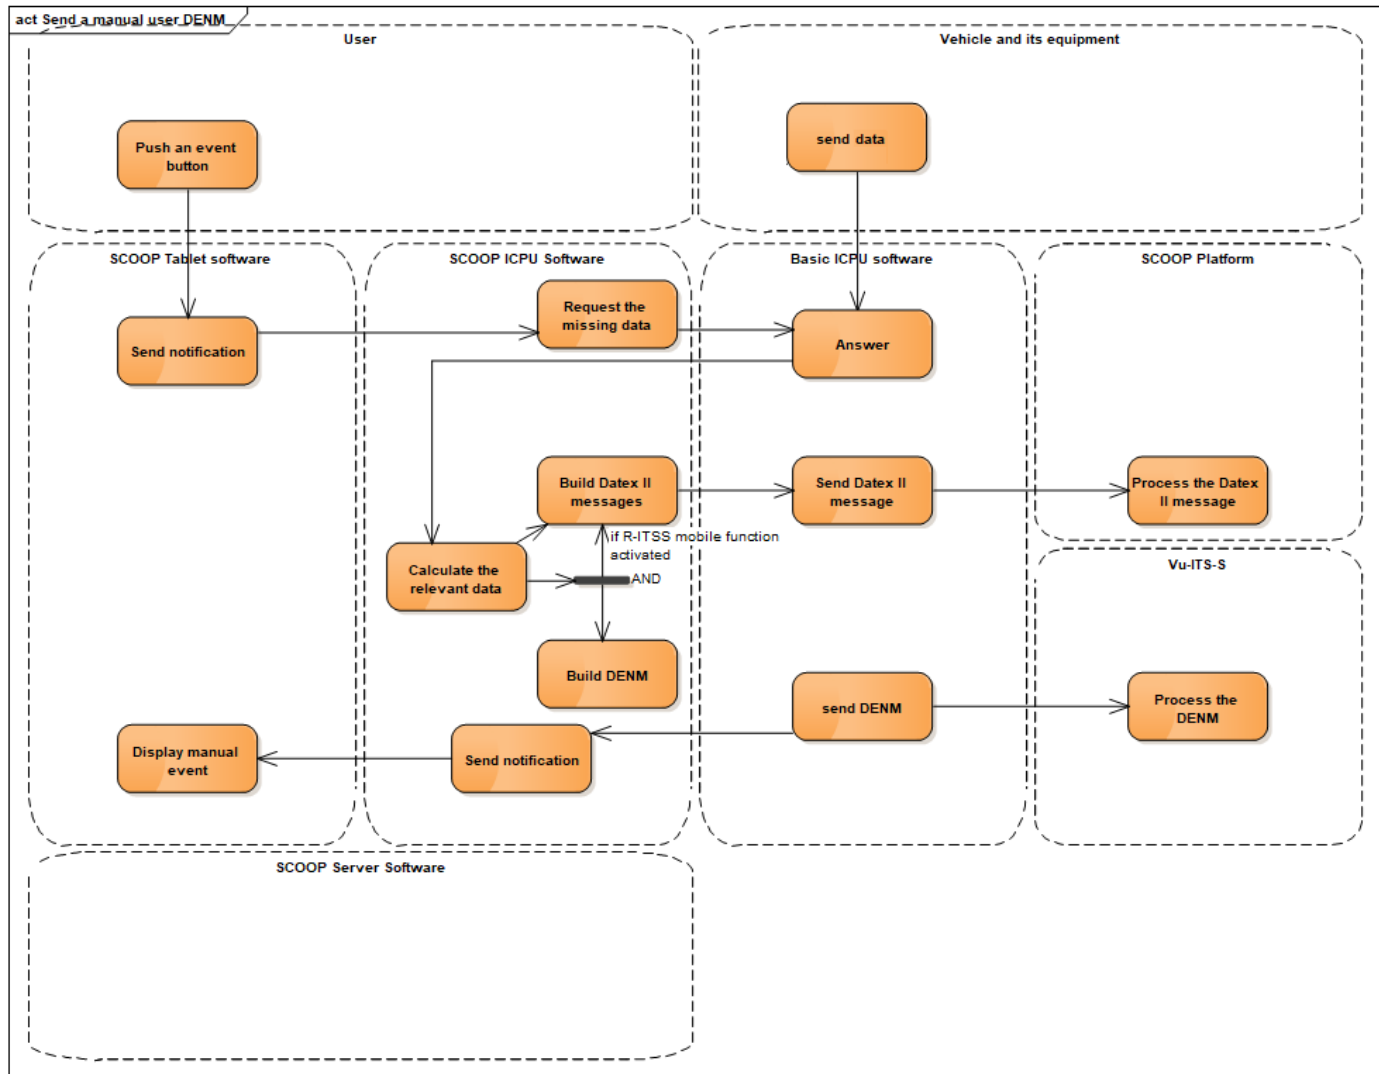 act Send a manual user DENM
User
Vehicle and its equipment
Push an event
button
send data
SCOOP Tablet software
SCOOP ICPU Software
Basic ICPU software
SCOOP Platform
Send notification
Request the
missing data
Answer
Build Datex II
messages
Send Datex II
message
Process the Datex
II message
if R-ITSS mobile function
activated
Calculate the
relevant data
AND
Vu-ITS-S
Build DENM
send DENM
Process the
DENM
Display manual
event
Send notification
SCOOP Server Software